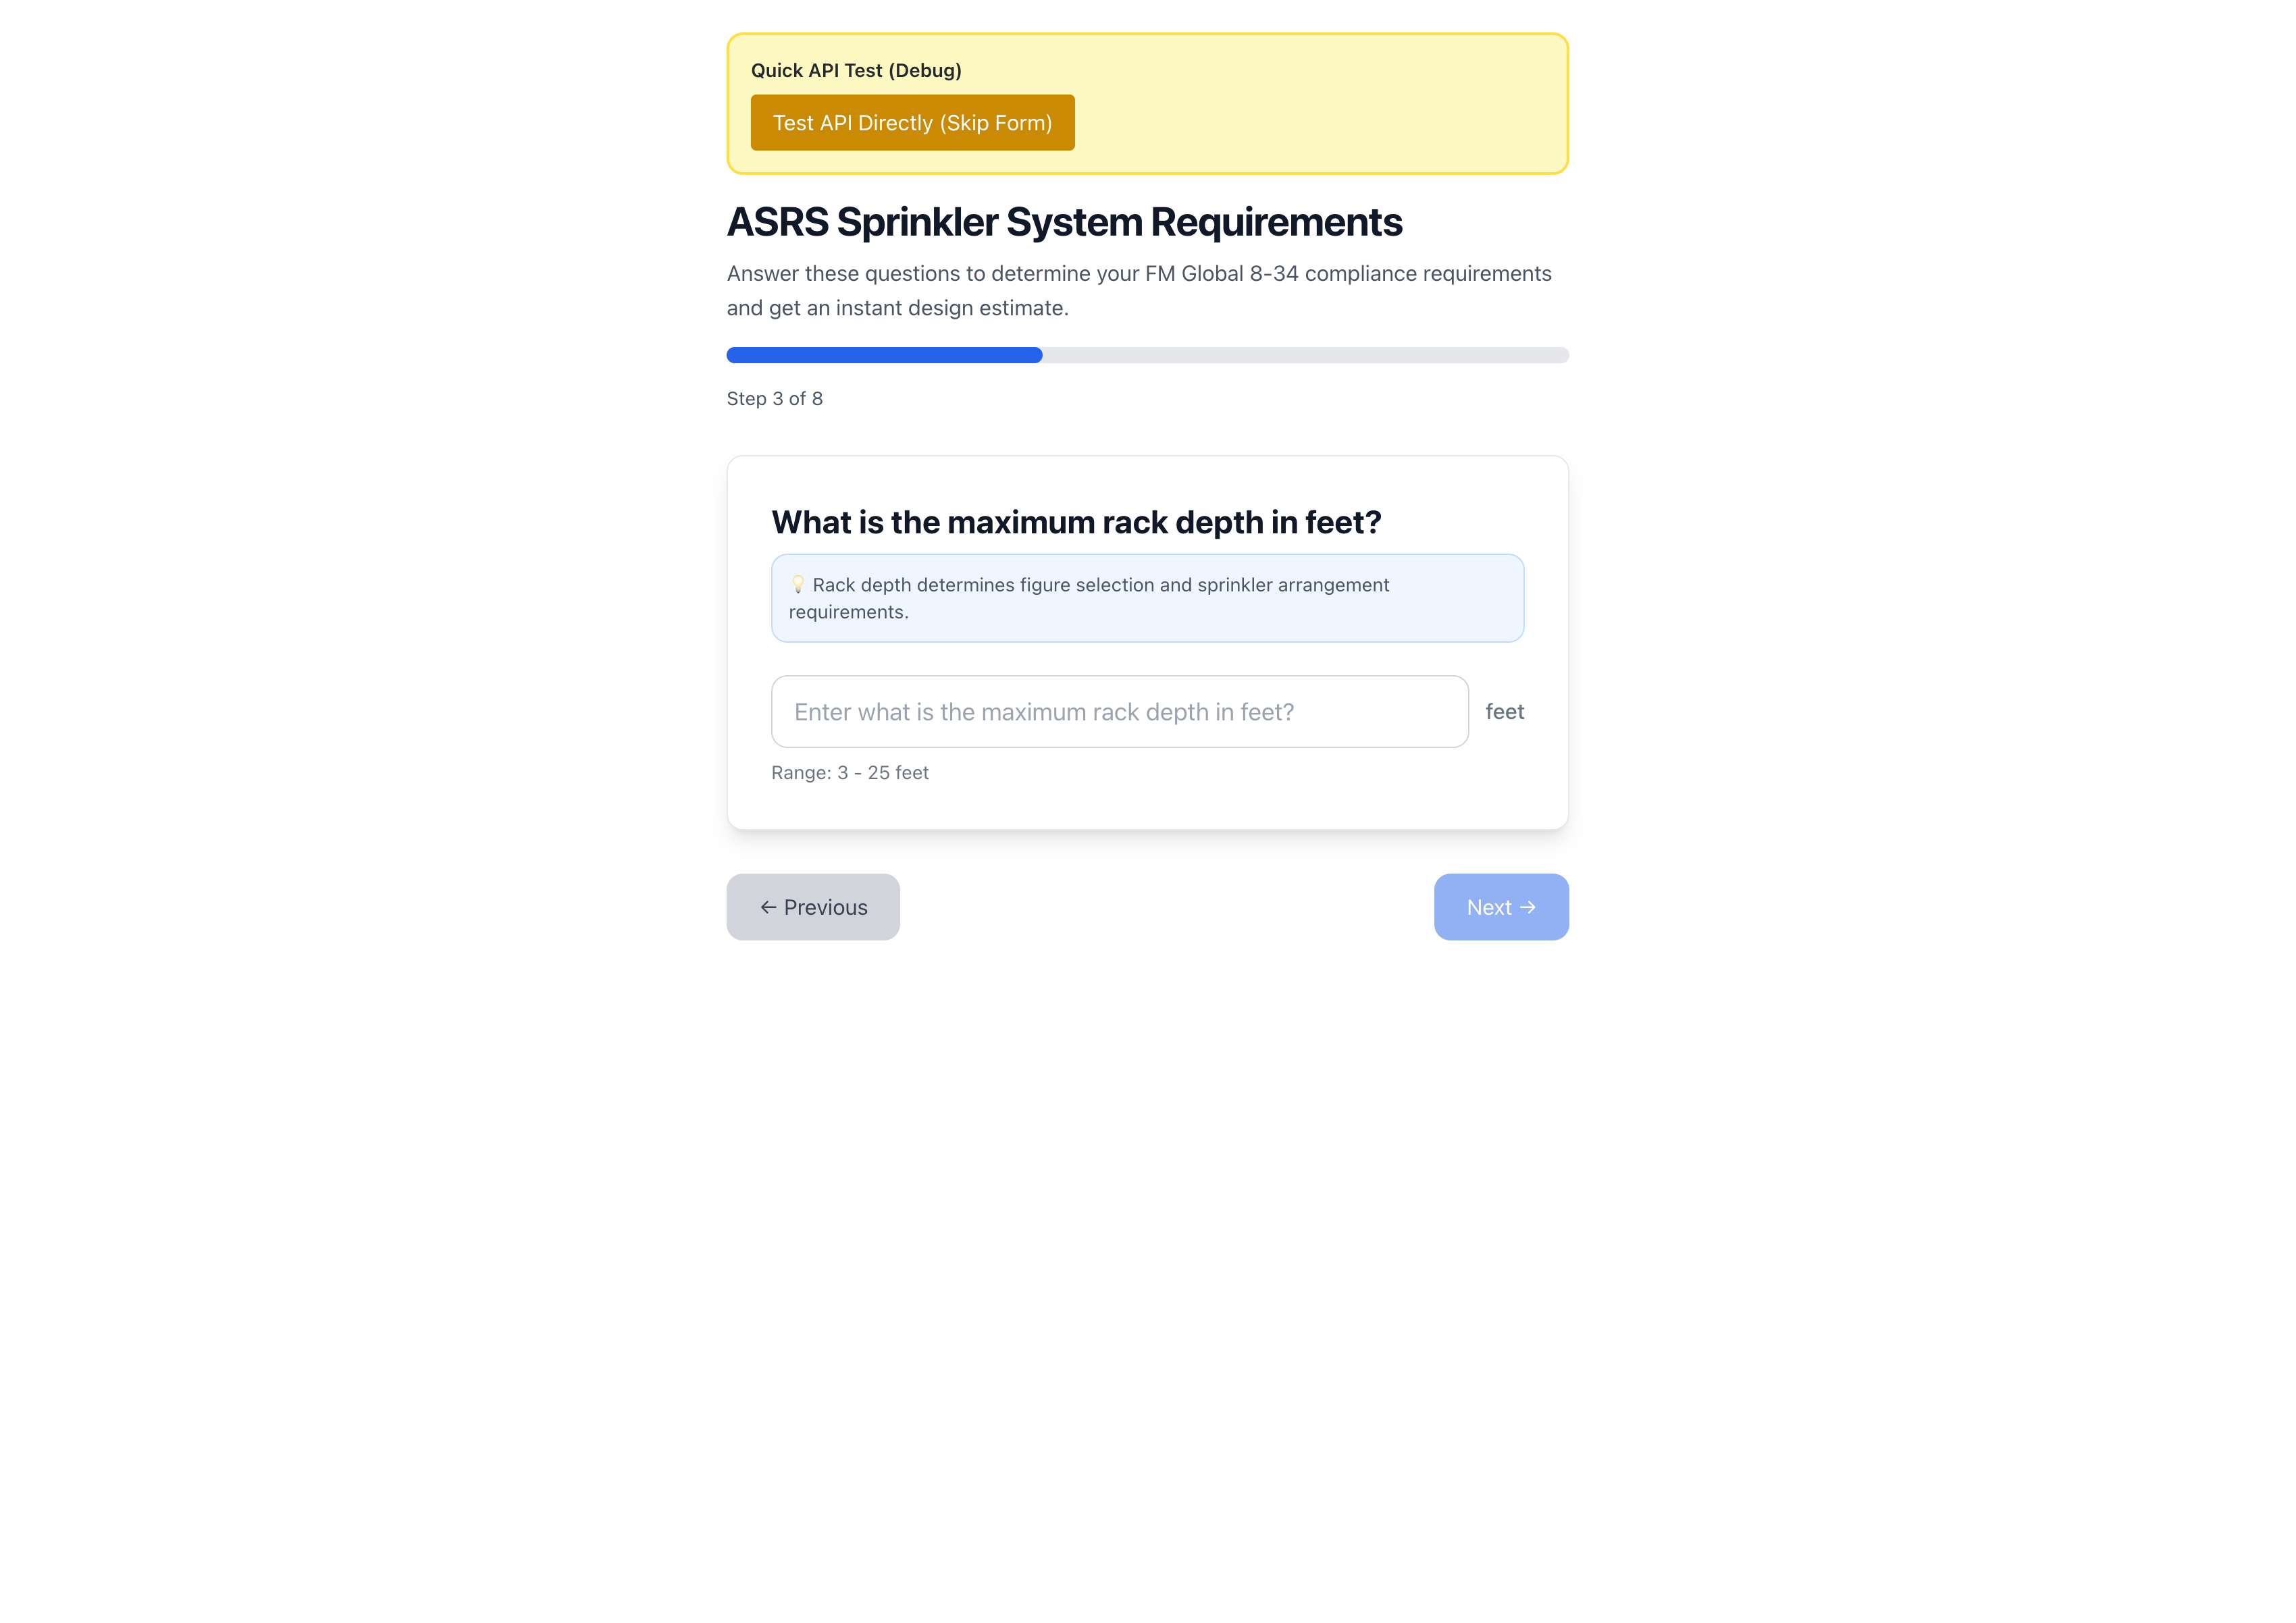 Quick API Test (Debug)
Test API Directly (Skip Form)
ASRS Sprinkler System Requirements
Answer these questions to determine your FM Global 8-34 compliance requirements
and get an instant design estimate.
Step 3 of 8
What is the maximum rack depth in feet?
💡 Rack depth determines figure selection and sprinkler arrangement
requirements.
Enter what is the maximum rack depth in feet?
feet
Range: 3 - 25 feet
← Previous
Next →